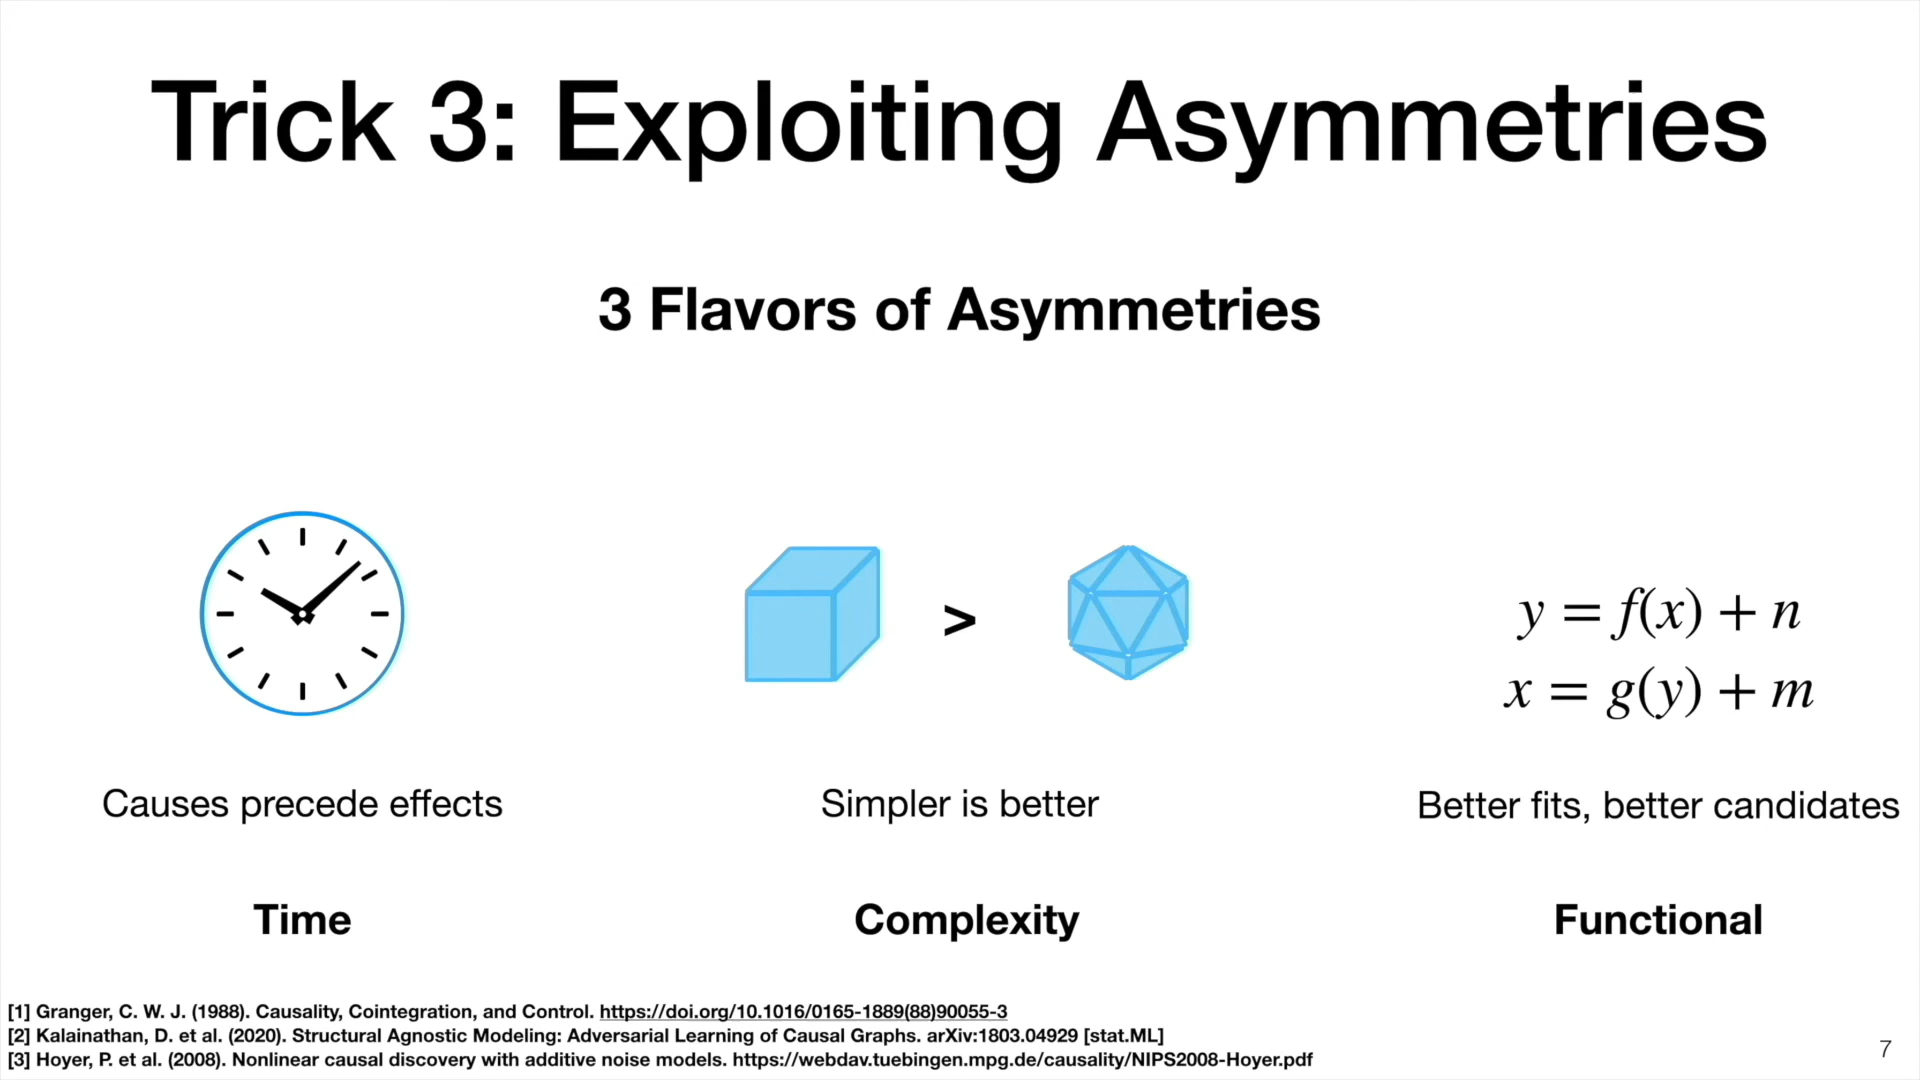 Trick 3: Exploiting Asymmetries
3 Flavors of Asymmetries
>
y = f(x) + n
x = g(y) + m
Causes precede effects
Simpler is better
Better fits, better candidates
Time
Complexity
Functional
[1] Granger, C. W. J. (1988). Causality, Cointegration, and Control. https://doi.org/10.1016/0165-1889(88)90055-3
[2] Kalainathan, D. et al. (2020). Structural Agnostic Modeling: Adversarial Learning of Causal Graphs. arXiv:1803.04929 [stat.ML]
[3] Hoyer, P. et al. (2008). Nonlinear causal discovery with additive noise models. https://webdav.tuebingen.mpg.de/causality/NIPS2008-Hoyer.pdf
7